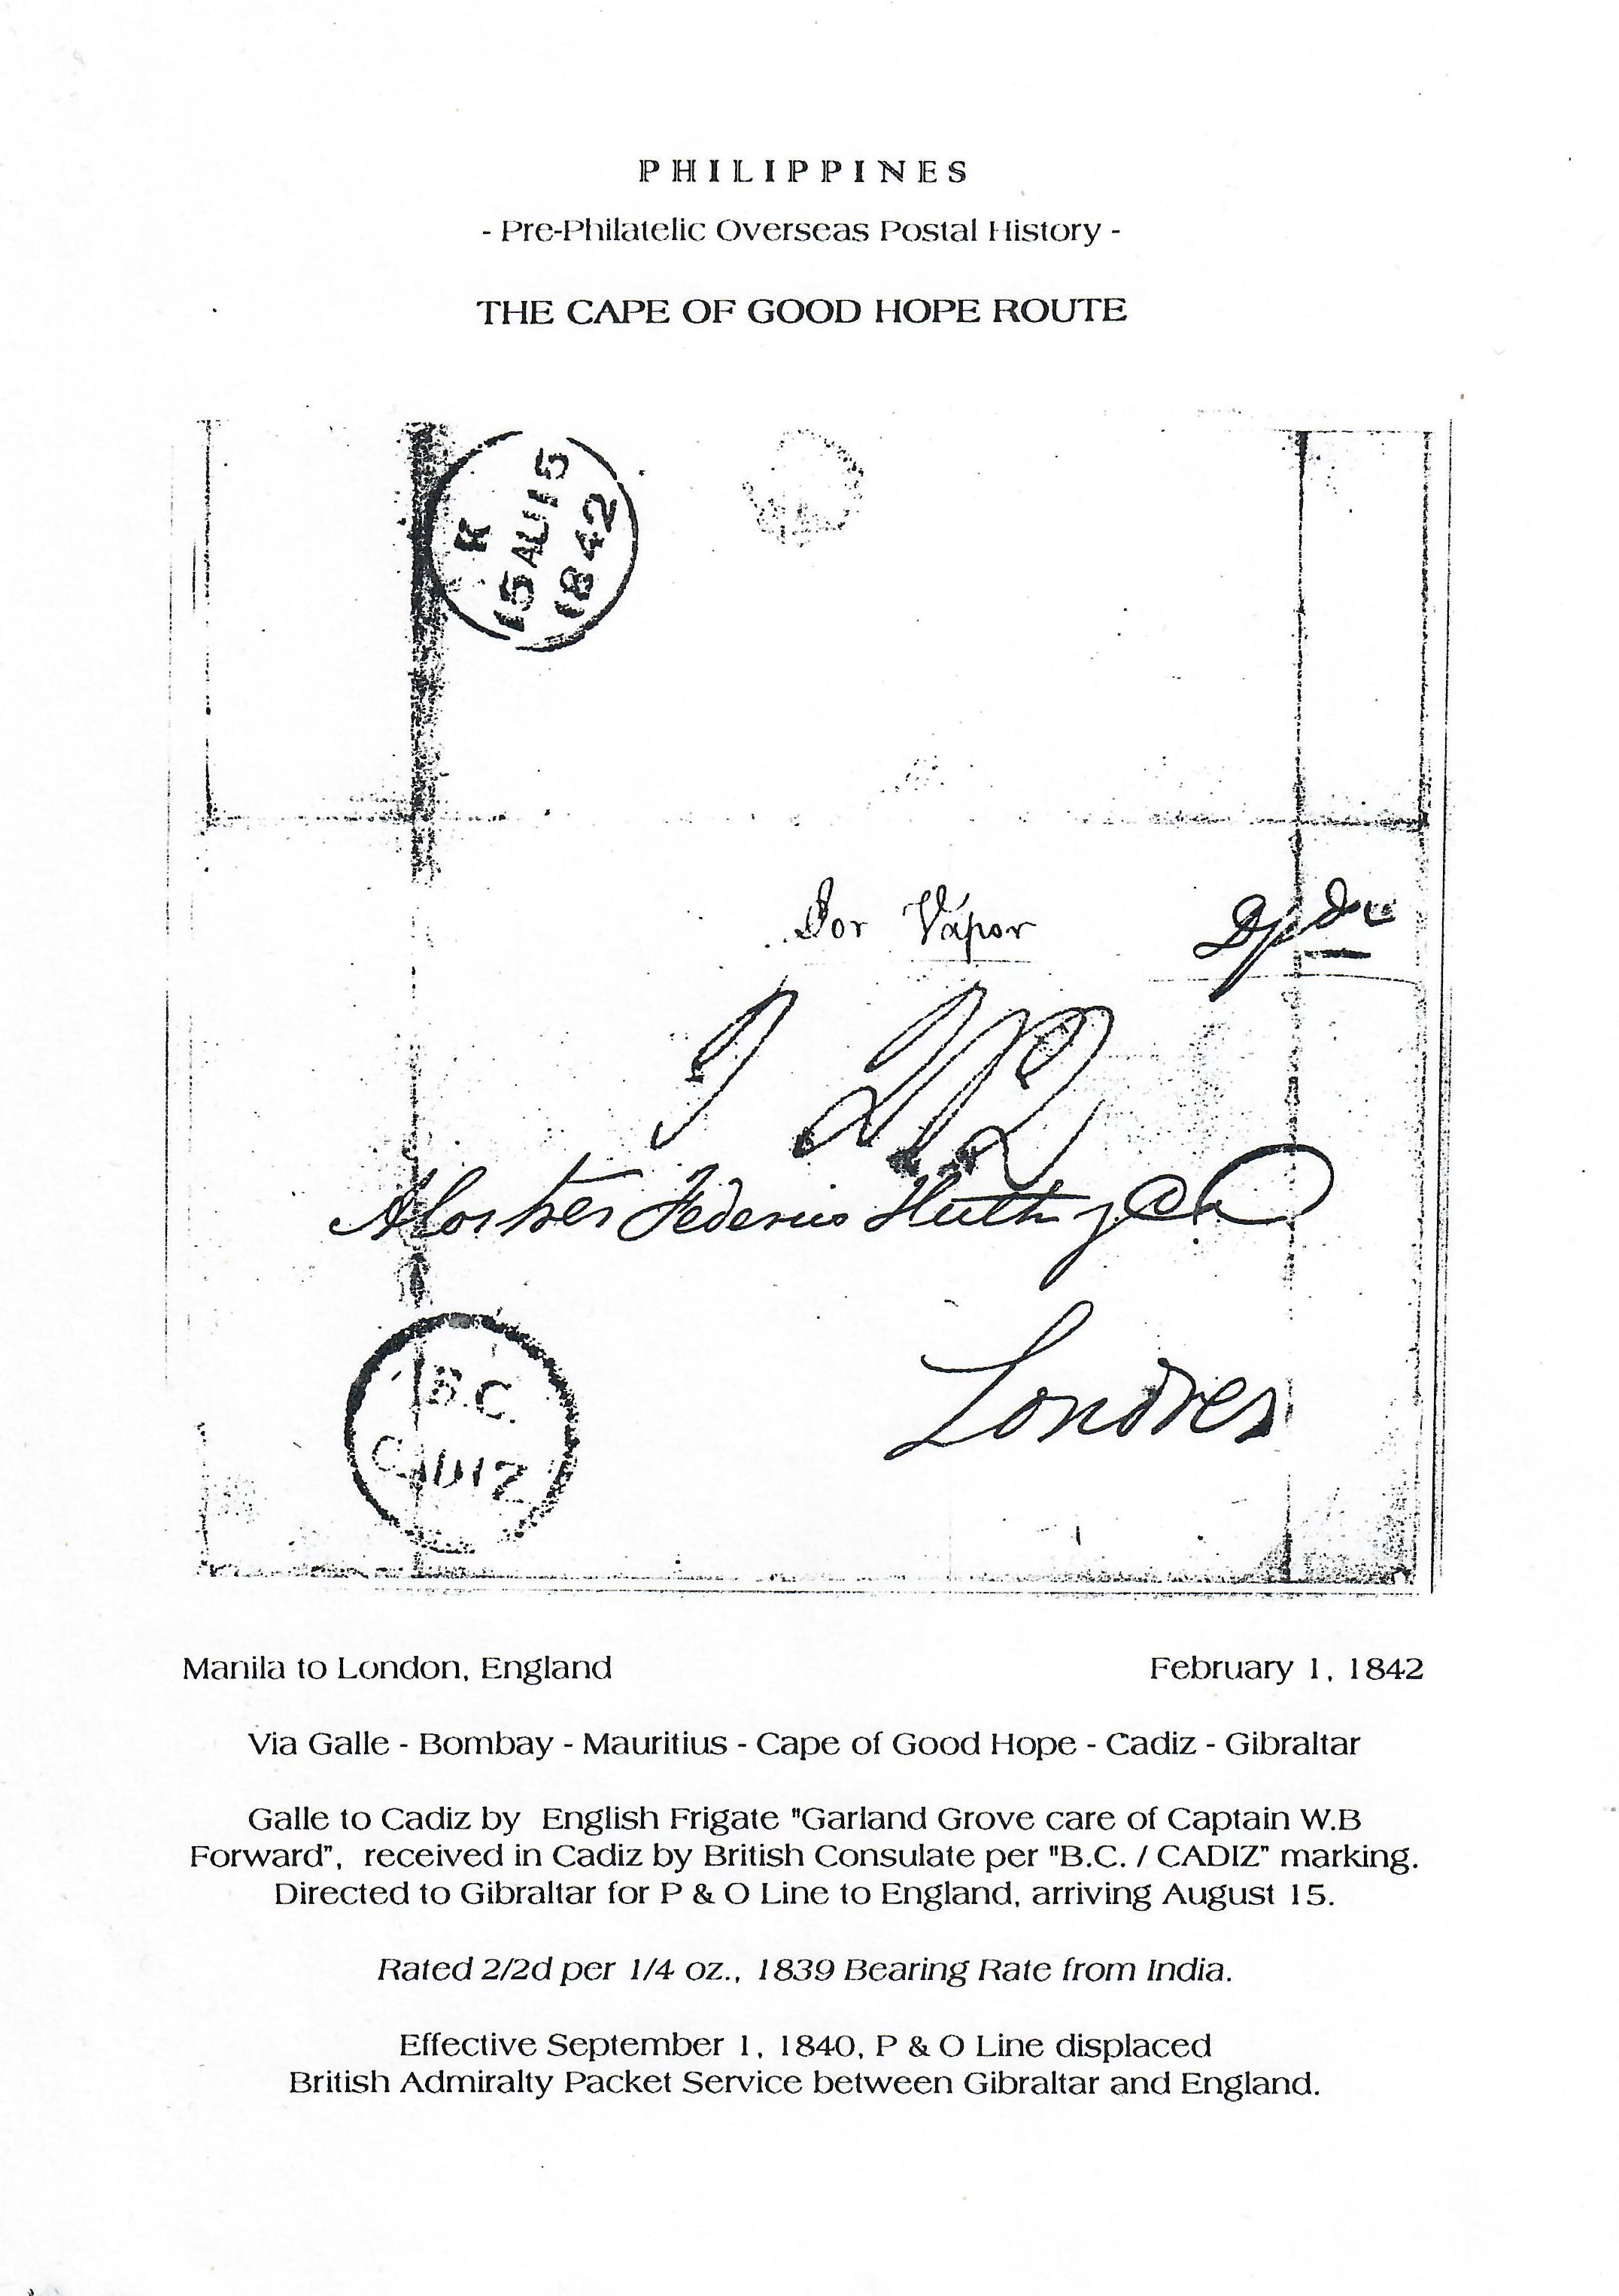 PHILIPPINES
- Pre-Philatelic Overseas Postal History -
THE CAPE OF GOOD HOPE ROUTE
K
15 AU 15
1842
Por Vapor
Federico Huth y Ca
B.C.
CADIZ
Londres
Manila to London, England
February 1, 1842
Via Galle - Bombay - Mauritius - Cape of Good Hope - Cadiz - Gibraltar
Galle to Cadiz by English Frigate "Garland Grove care of Captain W.B
Forward", received in Cadiz by British Consulate per "B.C. / CADIZ" marking.
Directed to Gibraltar for P & O Line to England, arriving August 15.
Rated 2/2d per 1/4 oz., 1839 Bearing Rate from India.
Effective September 1, 1840, P & O Line displaced
British Admiralty Packet Service between Gibraltar and England.